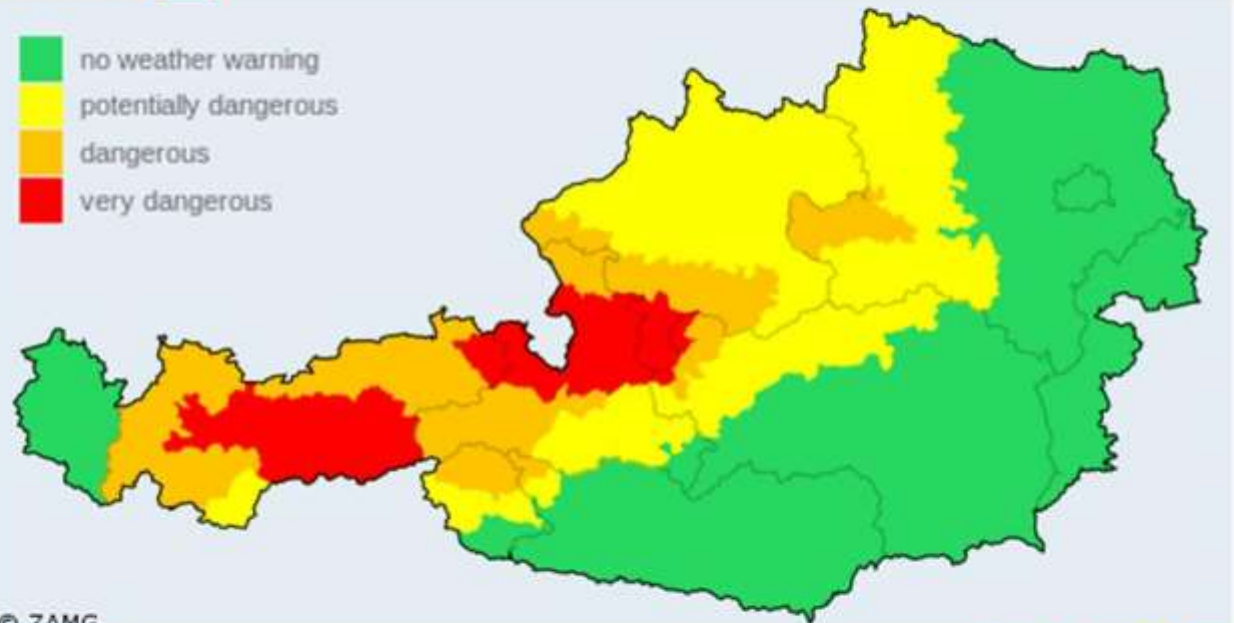 no weather warning
potentially dangerous
dangerous
very dangerous
© ZAMG